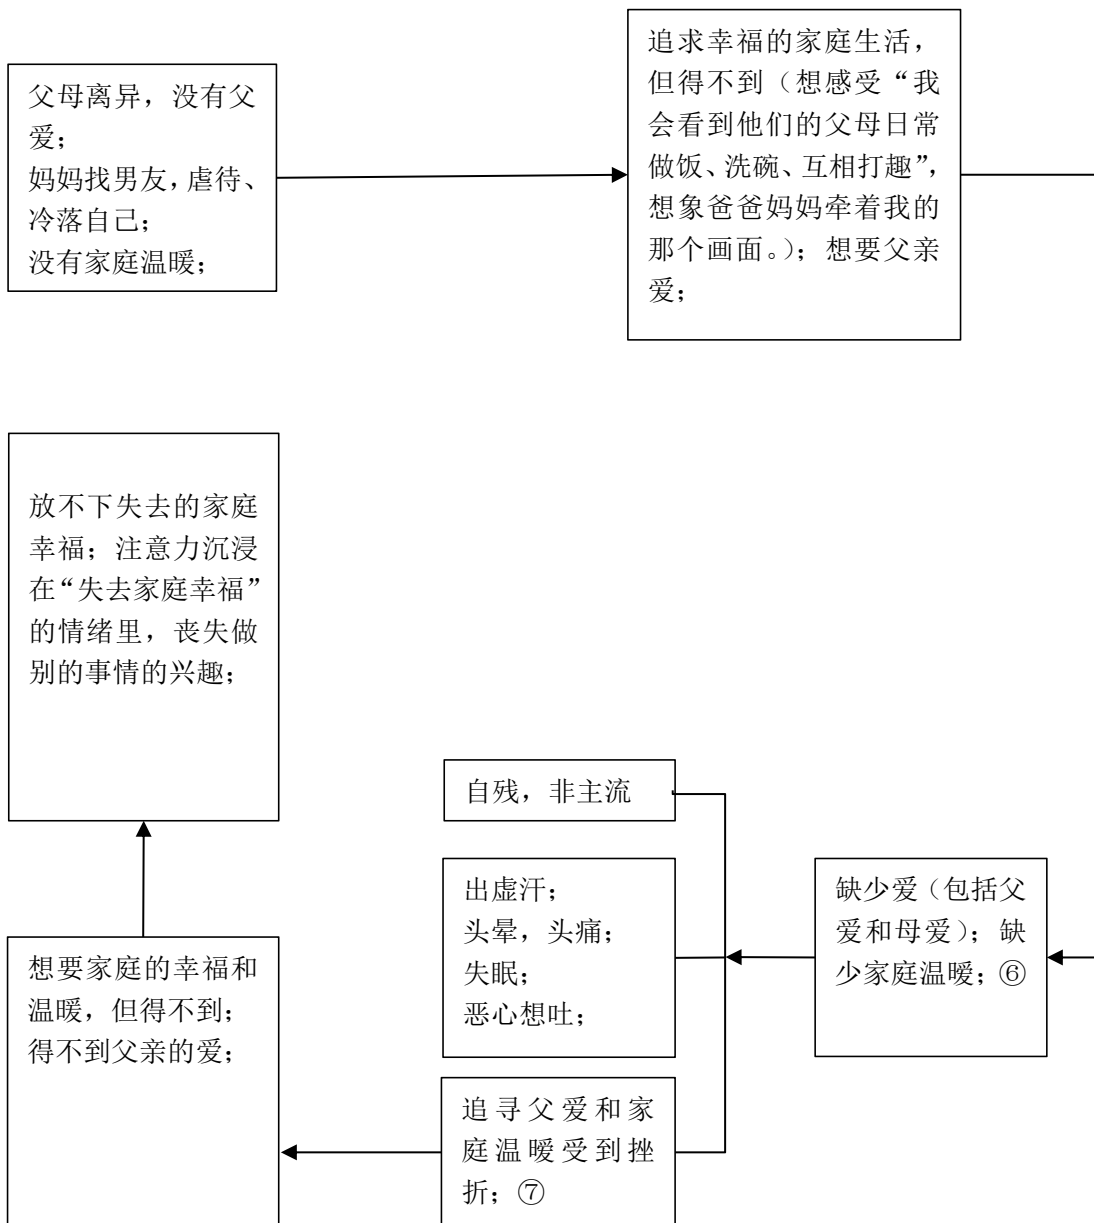 父母离异，没有父
爱；
妈妈找男友，虐待、
冷落自己；
没有家庭温暖；
追求幸福的家庭生活，
但得不到（想感受“我
会看到他们的父母日常
做饭、洗碗、互相打趣”，
想象爸爸妈妈牵着我的
那个画面。）；想要父亲
爱；
放不下失去的家庭
幸福；注意力沉浸
在“失去家庭幸福”
的情绪里，丧失做
别的事情的兴趣；
自残，非主流
出虚汗；
头晕，头痛；
失眠；
恶心想吐；
缺少爱（包括父
爱和母爱）；缺
少家庭温暖；⑥
想要家庭的幸福和
温暖，但得不到；
得不到父亲的爱；
追寻父爱和家
庭温暖受到挫
折；⑦